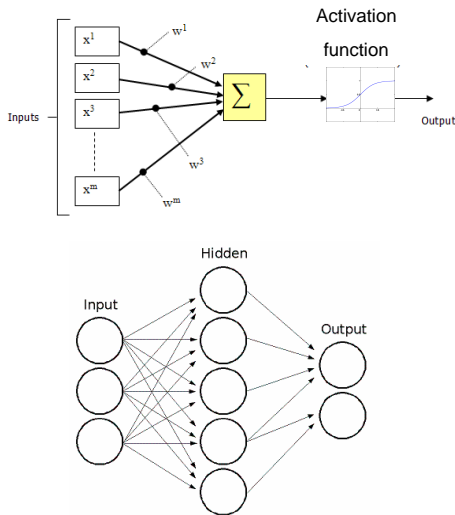 Activation
function
x¹
w¹
x²
w²
x³
∑
Inputs
Output
w³
xᵐ
wᵐ
Hidden
Input
Output